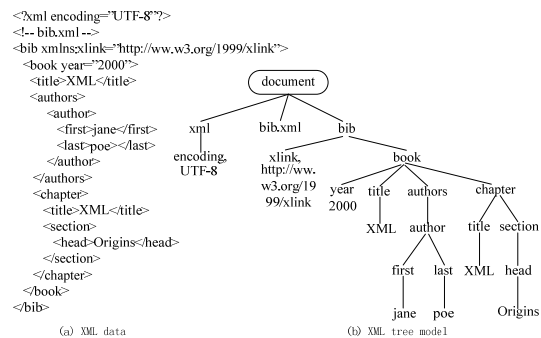 <?xml encoding=”UTF-8”?>
<!-- bib.xml -->
<bib xmlns;xlink=”http://ww.w3.org/1999/xlink”>
<book year=”2000”>
<title>XML</title>
<authors>
<author>
<first>jane</first>
<last>poe></last>
</author>
</authors>
<chapter>
<title>XML</title>
<section>
<head>Origins</head>
</section>
</chapter>
</book>
</bib>
(a) XML data
document
xml
bib.xml
bib
encoding,
UTF-8
xlink,
http://ww.
w3.org/19
99/xlink
book
year
2000
title
authors
chapter
XML
author
title
section
first
last
XML
head
jane
poe
Origins
(b) XML tree model